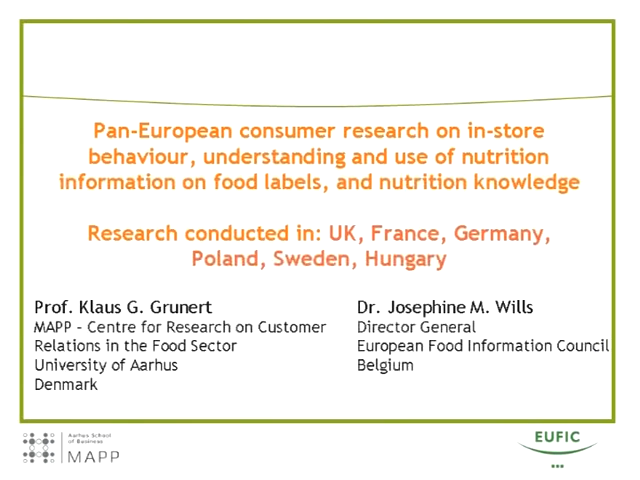 Pan-European consumer research on in-store
behaviour, understanding and use of nutrition
information on food labels, and nutrition knowledge
Research conducted in: UK, France, Germany,
Poland, Sweden, Hungary
Prof. Klaus G. Grunert
MAPP – Centre for Research on Customer
Relations in the Food Sector
University of Aarhus
Denmark
Dr. Josephine M. Wills
Director General
European Food Information Council
Belgium
Aarhus School
of Business
MAPP
EUFIC